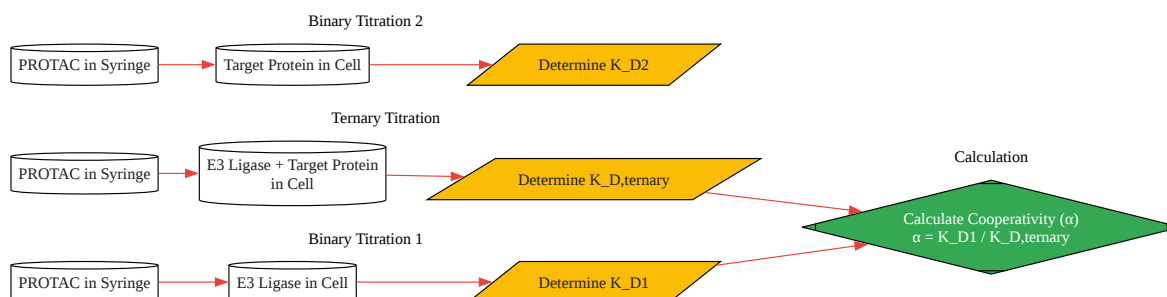 Binary Titration 2
PROTAC in Syringe
Target Protein in Cell
Determine K_D2
Ternary Titration
PROTAC in Syringe
E3 Ligase + Target Protein
in Cell
Determine K_D,ternary
Calculation
Calculate Cooperativity (α)
α = K_D1 / K_D,ternary
Binary Titration 1
PROTAC in Syringe
E3 Ligase in Cell
Determine K_D1